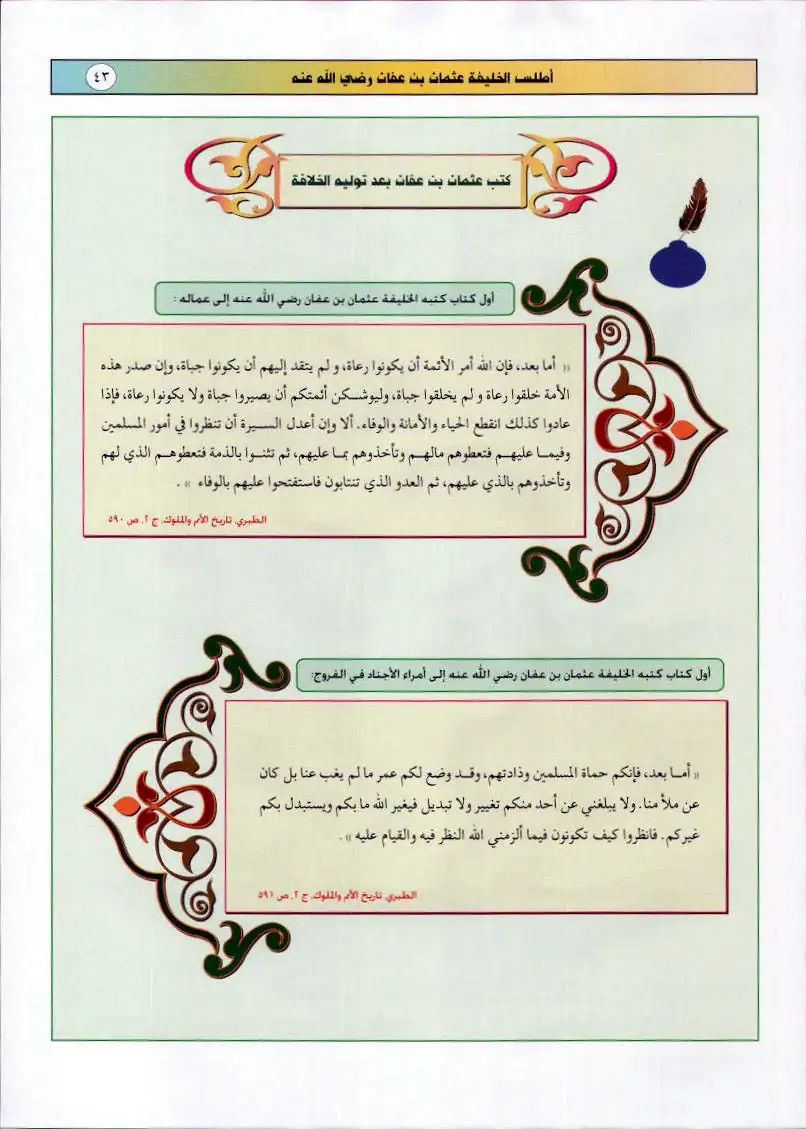 أطلس الخليفة عثمان بن عفان رضي الله عنه
٤٣
كتب عثمان بن عفان بعد توليه الخلافة
أول كتاب كتبه الخليفة عثمان بن عفان رضي الله عنه إلى عماله :
« أما بعد، فإن الله أمر الأئمة أن يكونوا رعاة، و لم يتقد إليهم أن يكونوا جباة، وإن صدر هذه
الأمة خلقوا رعاة و لم يخلقوا جباة، وليوشكن أئمتكم أن يصيروا جباة ولا يكونوا رعاة، فإذا
عادوا كذلك انقطع الحياء والأمانة والوفاء. ألا وإن أعدل السيرة أن تنظروا في أمور المسلمين
وفيما عليهم فتعطوهم مالهم وتأخذوهم بما عليهم، ثم تثنوا بالذمة فتعطوهم الذي لهم
وتأخذوهم بالذي عليهم، ثم العدو الذي تنتابون فاستفتحوا عليهم بالوفاء » .
الطبري، تاريخ الأمم والملوك، ج ٢، ص ٥٩٠
أول كتاب كتبه الخليفة عثمان بن عفان رضي الله عنه إلى أمراء الأجناد في الفروج:
« أما بعد، فإنكم حماة المسلمين وذادتهم، وقد وضع لكم عمر ما لم يغب عنا بل كان
عن ملأ منا. ولا يبلغني عن أحد منكم تغيير ولا تبديل فيغير الله ما بكم ويستبدل بكم
غيركم. فانظروا كيف تكونون فيما ألزمني الله النظر فيه والقيام عليه » .
الطبري، تاريخ الأمم والملوك، ج ٢، ص ٥٩١